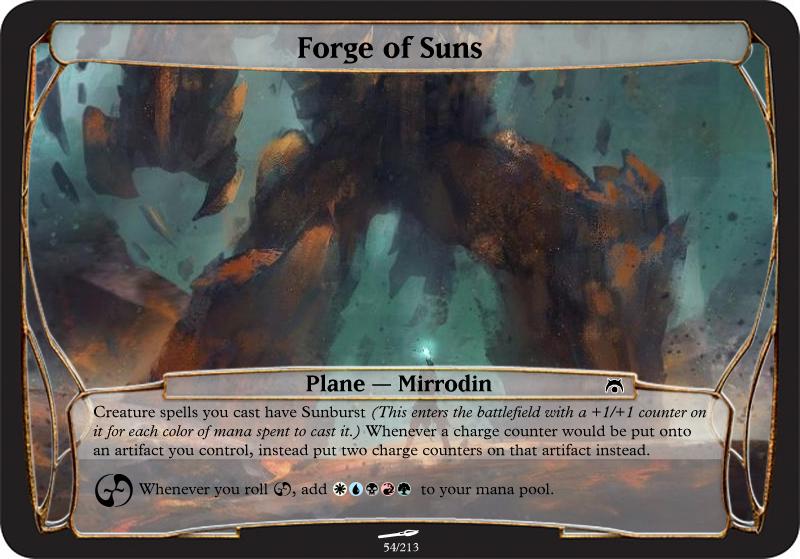 Forge of Suns
Plane — Mirrodin
Creature spells you cast have Sunburst (This enters the battlefield with a +1/+1 counter on
it for each color of mana spent to cast it.) Whenever a charge counter would be put onto
an artifact you control, instead put two charge counters on that artifact instead.
Whenever you roll , add to your mana pool.
54/213